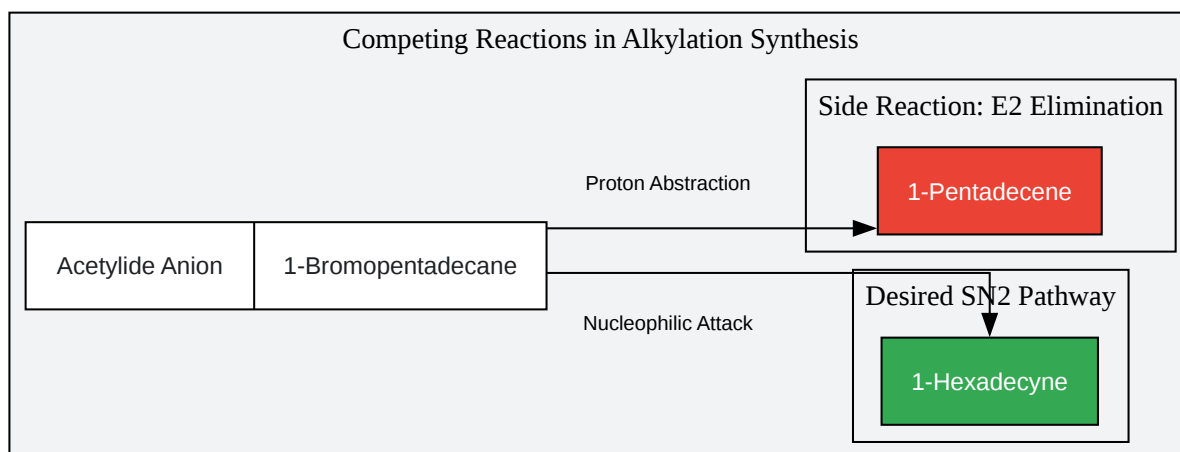 Competing Reactions in Alkylation Synthesis
Side Reaction: E2 Elimination
Proton Abstraction
1-Pentadecene
Acetylide Anion
1-Bromopentadecane
Desired SN2 Pathway
Nucleophilic Attack
1-Hexadecyne